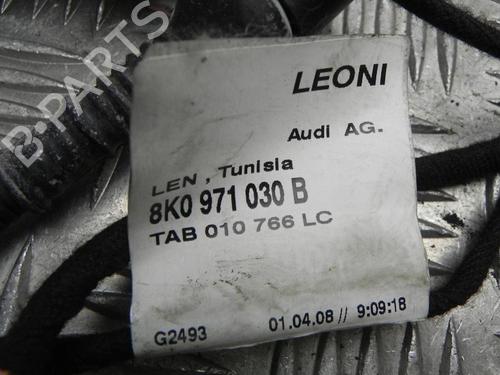 B-PARTS
LEONI
Audi AG.
LEN , Tunisia
8K0 971 030 B
TAB 010 766 LC
G2493 01.04.08 // 9:09:18